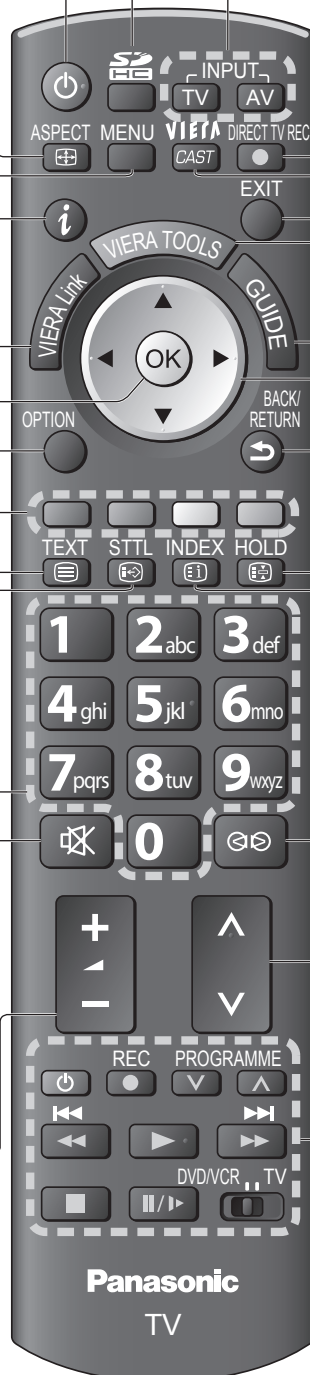 SD
HC
INPUT
TV AV
ASPECT MENU VIERA CAST DIRECT TV REC
i EXIT
VIERA TOOLS
VIERA Link
GUIDE
OK
OPTION
BACK/
RETURN
TEXT STTL INDEX HOLD
1 2abc 3def
4ghi 5jkl 6mno
7pqrs 8tuv 9wxyz
0
REC PROGRAMME
DVD/VCR TV
Panasonic
TV